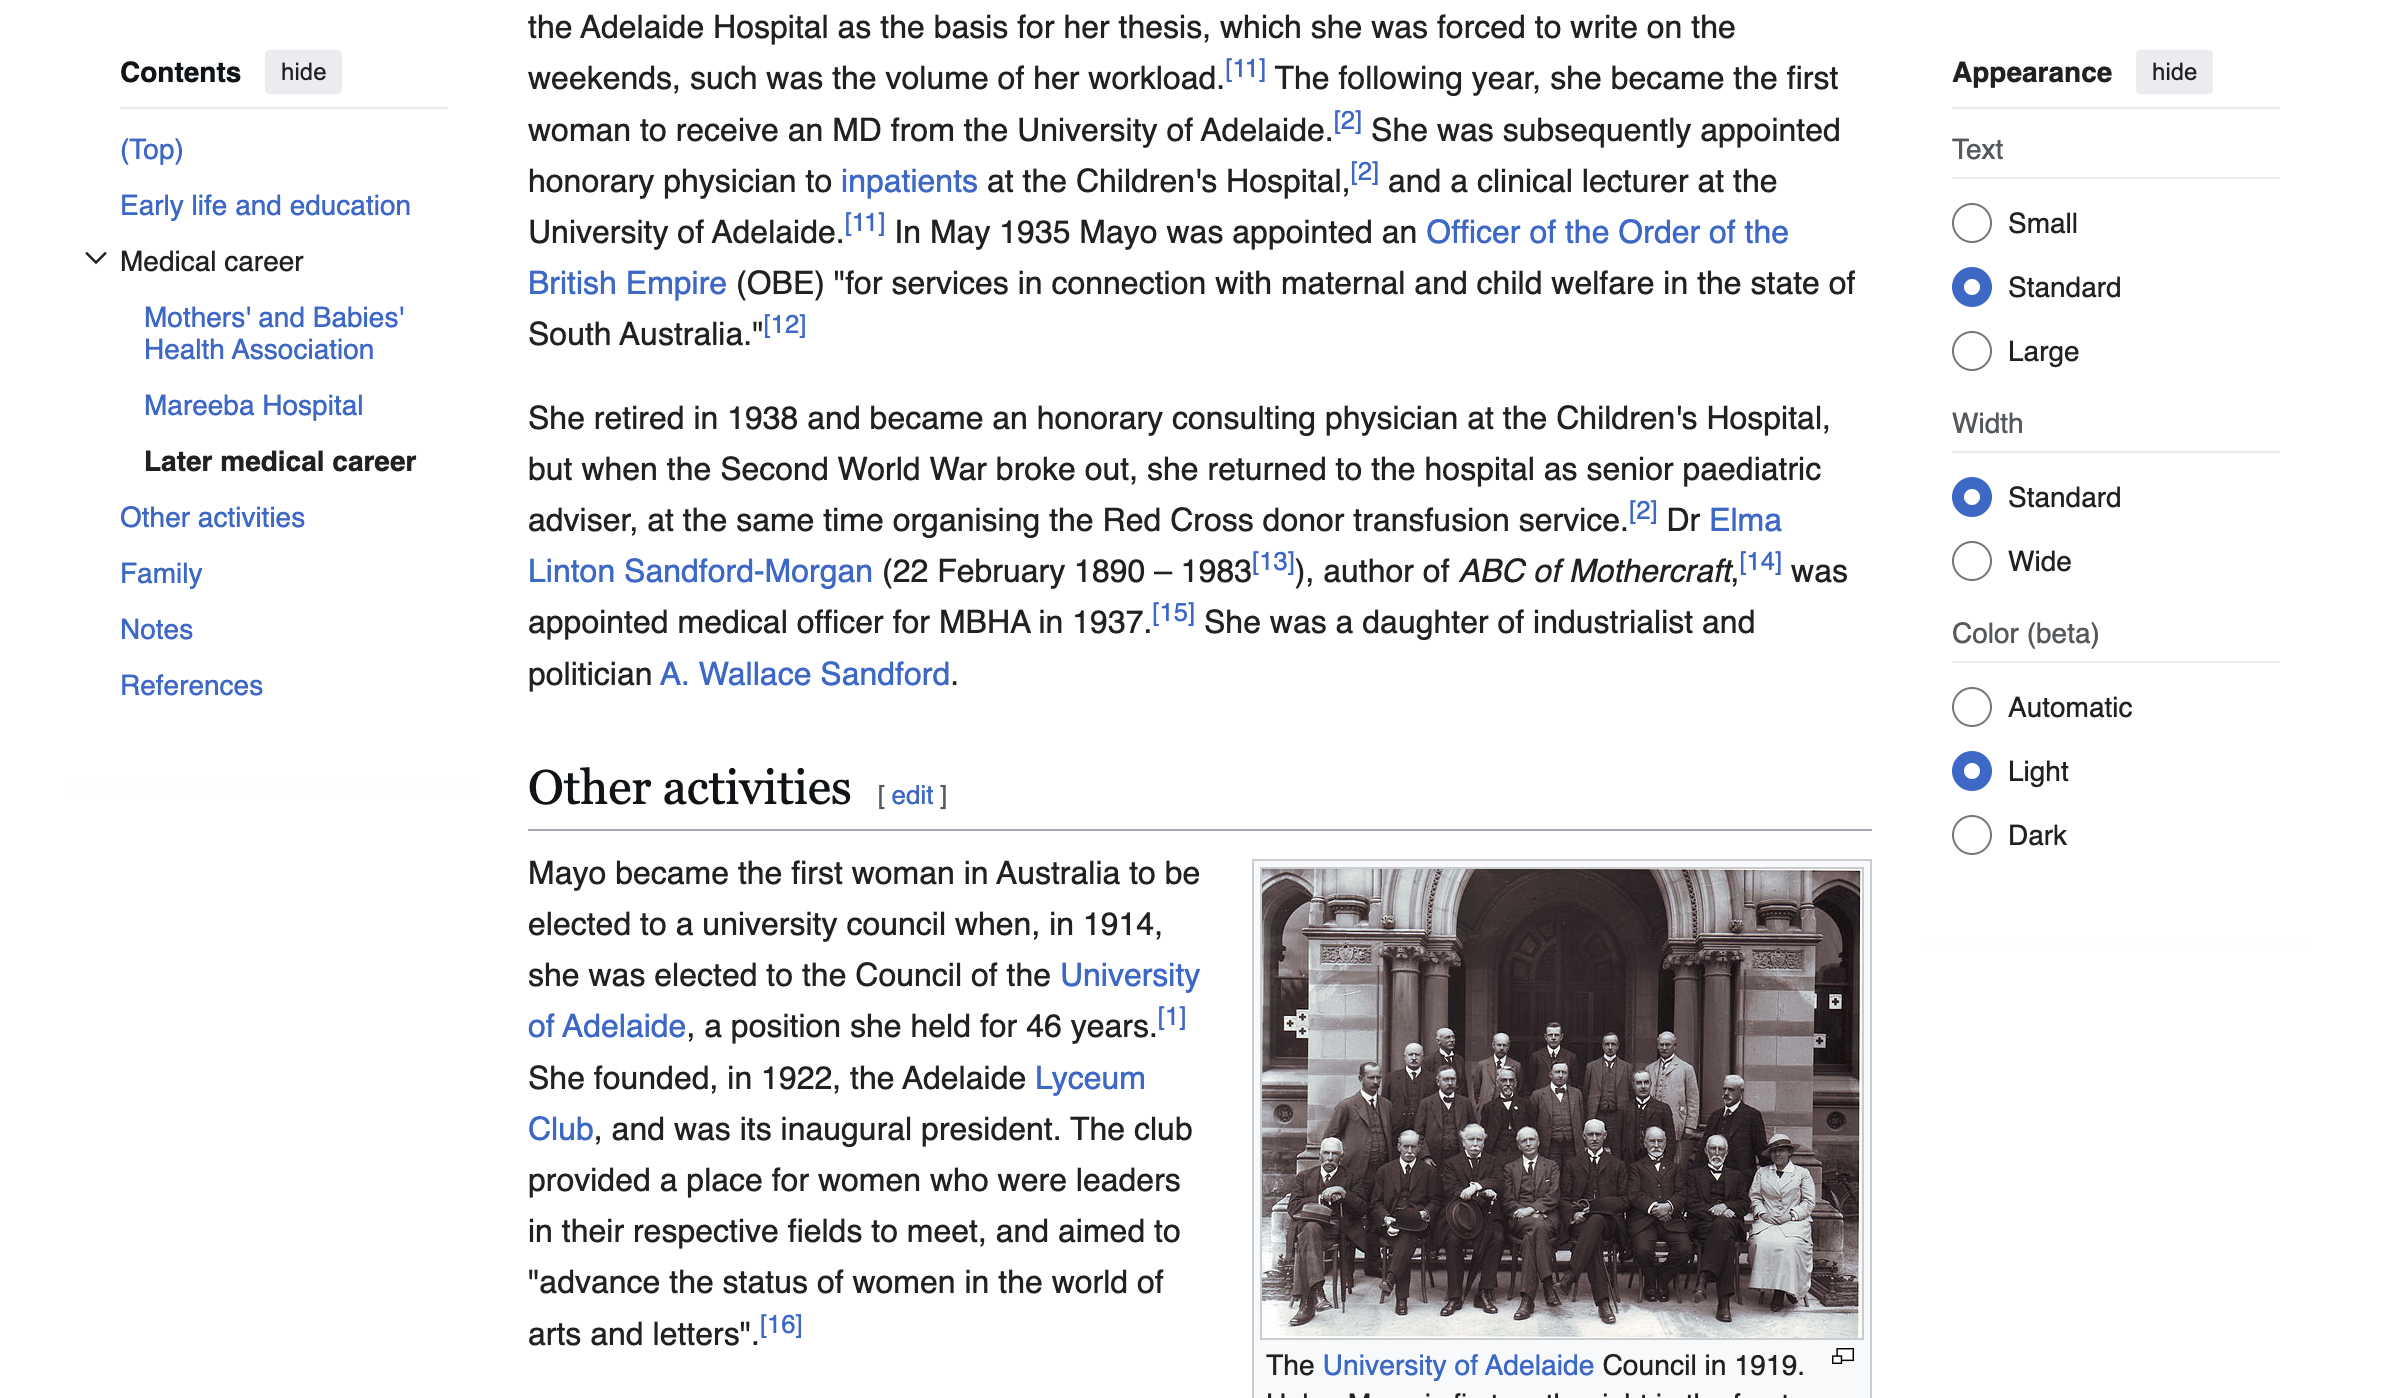 Contents hide
(Top)
Early life and education
Medical career
Mothers' and Babies'
Health Association
Mareeba Hospital
Later medical career
Other activities
Family
Notes
References
the Adelaide Hospital as the basis for her thesis, which she was forced to write on the
weekends, such was the volume of her workload.[11] The following year, she became the first
woman to receive an MD from the University of Adelaide.[2] She was subsequently appointed
honorary physician to inpatients at the Children's Hospital,[2] and a clinical lecturer at the
University of Adelaide.[11] In May 1935 Mayo was appointed an Officer of the Order of the
British Empire (OBE) "for services in connection with maternal and child welfare in the state of
South Australia."[12]
She retired in 1938 and became an honorary consulting physician at the Children's Hospital,
but when the Second World War broke out, she returned to the hospital as senior paediatric
adviser, at the same time organising the Red Cross donor transfusion service.[2] Dr Elma
Linton Sandford-Morgan (22 February 1890 – 1983[13]), author of ABC of Mothercraft,[14] was
appointed medical officer for MBHA in 1937.[15] She was a daughter of industrialist and
politician A. Wallace Sandford.
Other activities [ edit ]
Mayo became the first woman in Australia to be
elected to a university council when, in 1914,
she was elected to the Council of the University
of Adelaide, a position she held for 46 years.[1]
She founded, in 1922, the Adelaide Lyceum
Club, and was its inaugural president. The club
provided a place for women who were leaders
in their respective fields to meet, and aimed to
"advance the status of women in the world of
arts and letters".[16]
The University of Adelaide Council in 1919.
Appearance hide
Text
Small
Standard
Large
Width
Standard
Wide
Color (beta)
Automatic
Light
Dark